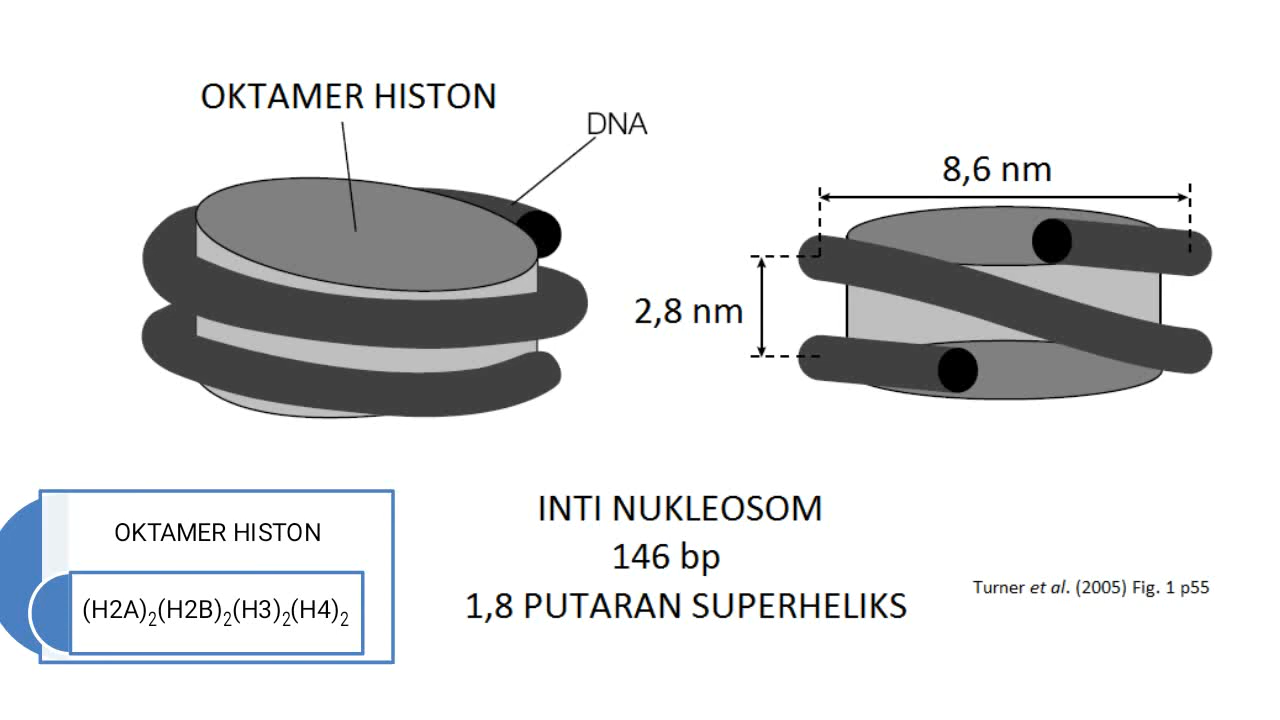 OKTAMER HISTON
DNA
8,6 nm
2,8 nm
OKTAMER HISTON
(H2A)₂(H2B)₂(H3)₂(H4)₂
INTI NUKLEOSOM
146 bp
1,8 PUTARAN SUPERHELIKS
Turner et al. (2005) Fig. 1 p55